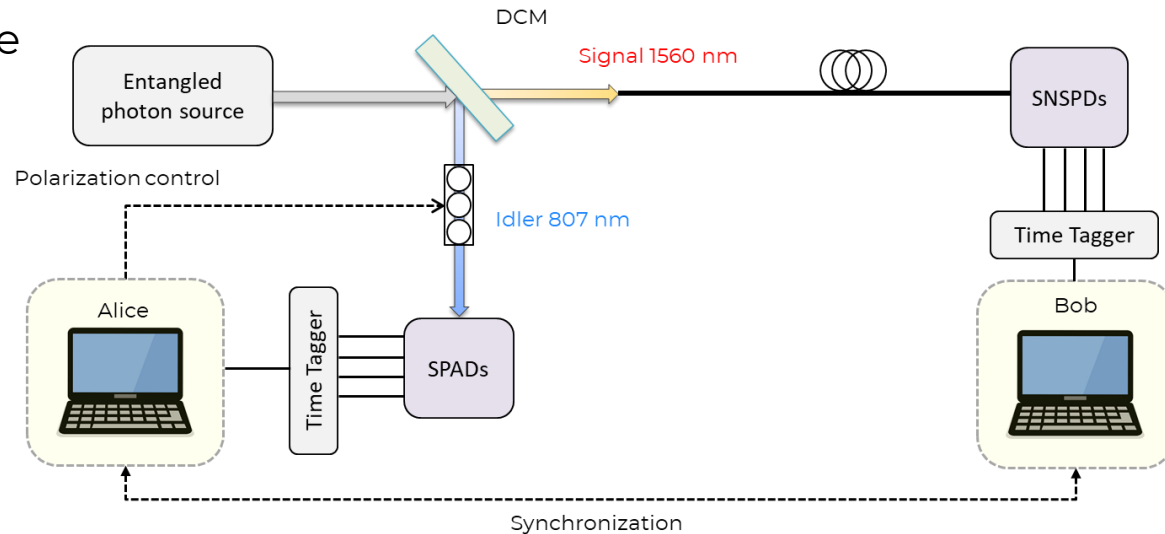 e
DCM
Signal 1560 nm
Entangled
photon source
SNSPDs
Polarization control
Idler 807 nm
Time Tagger
Alice
Bob
Time Tagger
SPADs
Synchronization